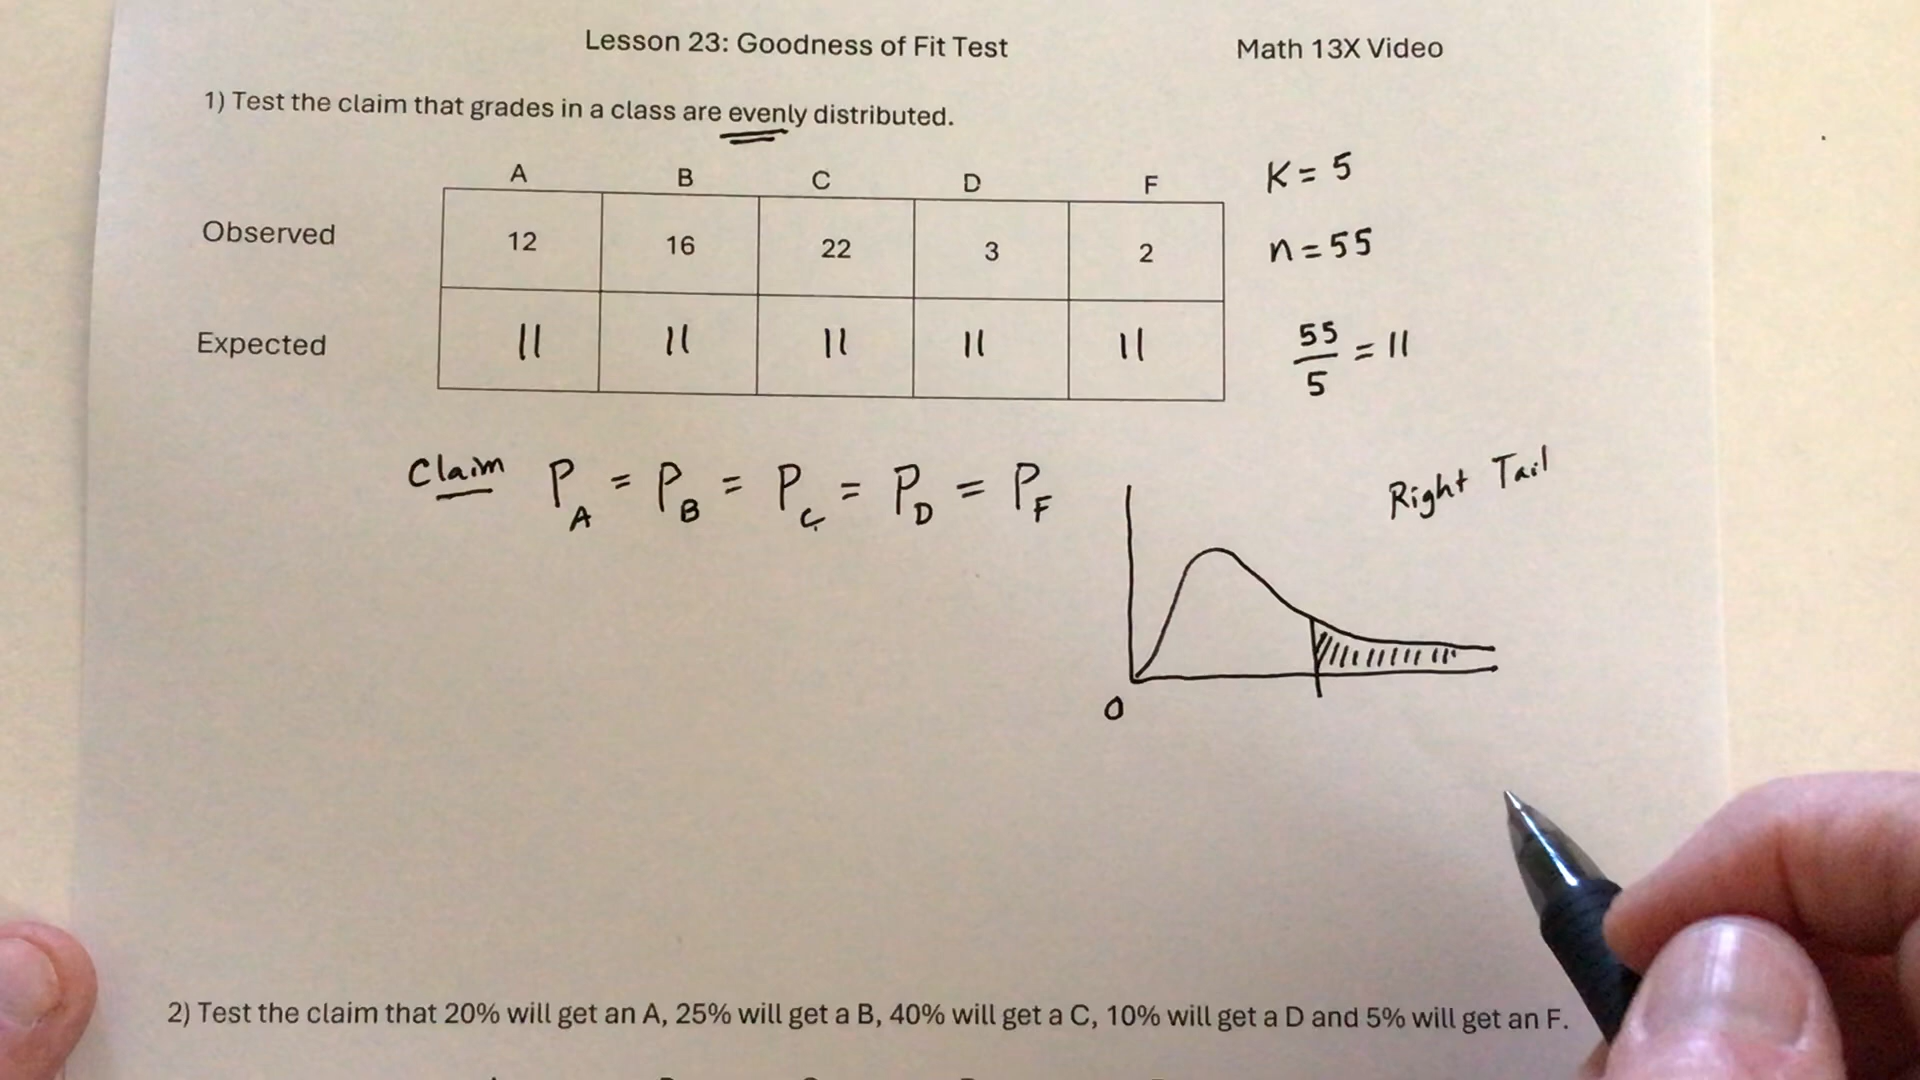 Lesson 23: Goodness of Fit Test Math 13X Video
1) Test the claim that grades in a class are evenly distributed.
A B C D F
K = 5
Observed 12 16 22 3 2
n = 55
Expected 11 11 11 11 11
55/5 = 11
Claim P_A = P_B = P_C = P_D = P_F
Right Tail
0
2) Test the claim that 20% will get an A, 25% will get a B, 40% will get a C, 10% will get a D and 5% will get an F.